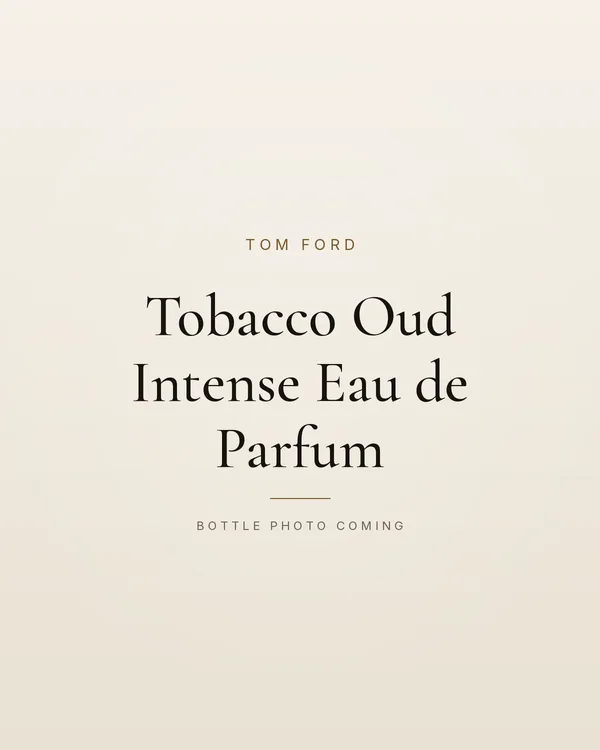 TOM FORD
Tobacco Oud
Intense Eau de
Parfum
BOTTLE PHOTO COMING